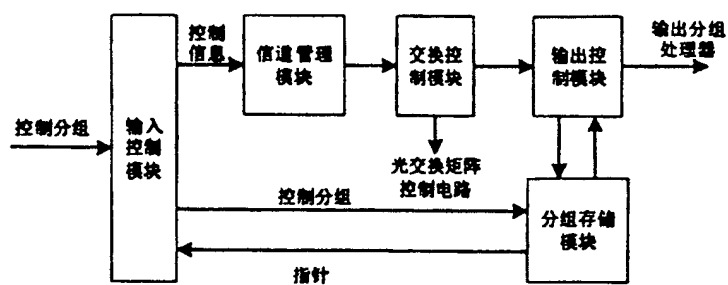 控制
信息
信道管理
模块
交换控
制模块
输出控
制模块
输出分组
处理器
控制分组
输入
控制
模块
光交换矩阵
控制电路
控制分组
分组存储
模块
指针